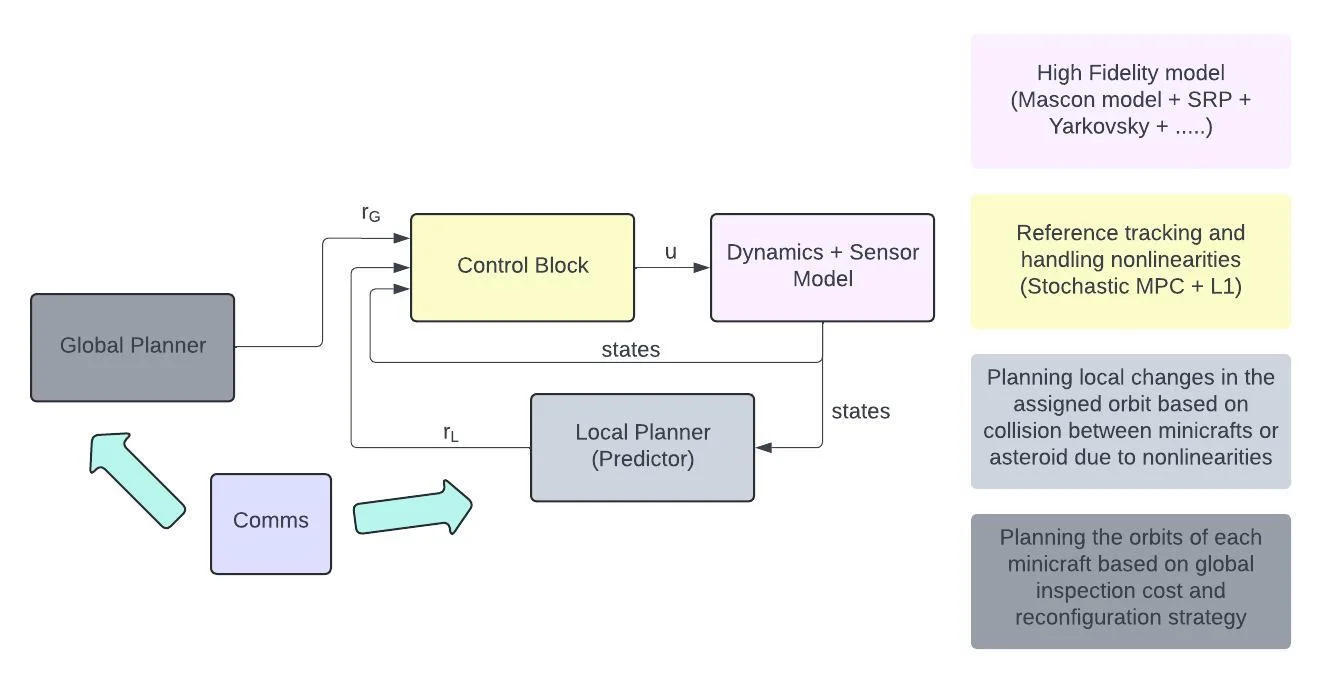 High Fidelity model
(Mascon model + SRP +
Yarkovsky + .....)
rG
Control Block
u
Dynamics + Sensor
Model
Reference tracking and
handling nonlinearities
(Stochastic MPC + L1)
Global Planner
states
Planning local changes in the
assigned orbit based on
collision between minicrafts or
asteroid due to nonlinearities
states
rL
Local Planner
(Predictor)
Comms
Planning the orbits of each
minicraft based on global
inspection cost and
reconfiguration strategy